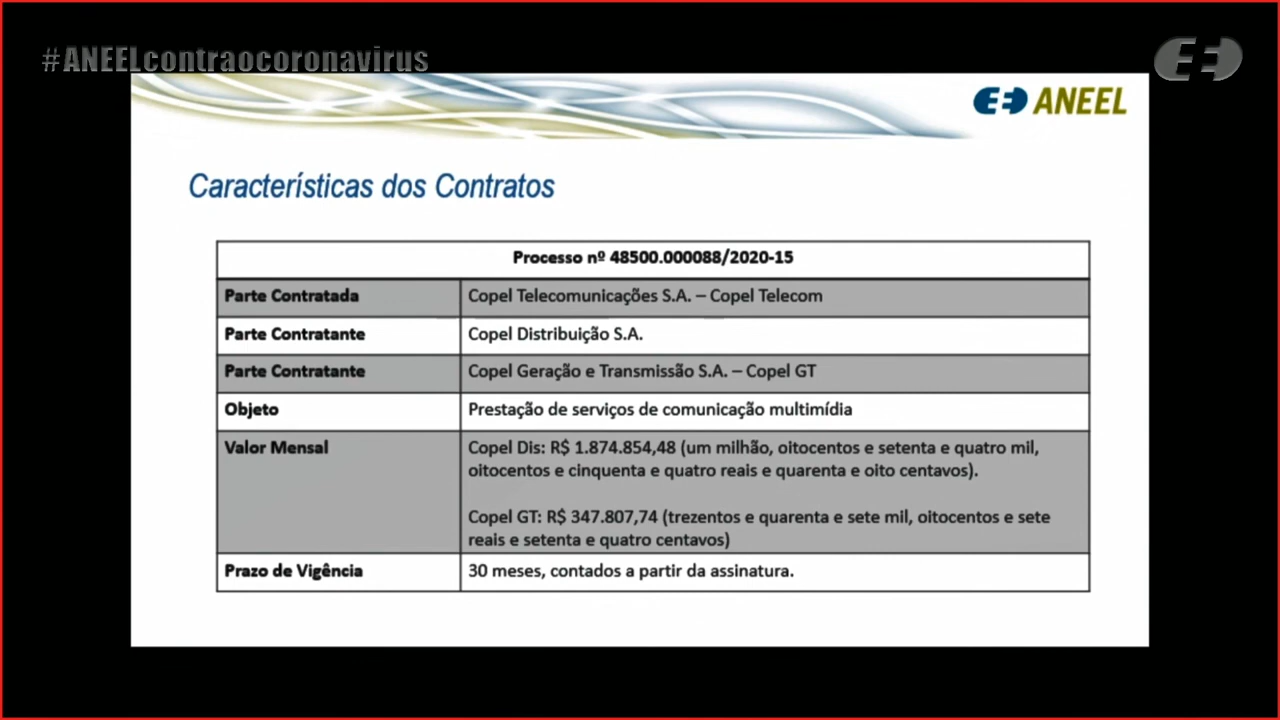 #ANEELcontraocoronavirus
ANEEL
Características dos Contratos
Processo nº 48500.000088/2020-15
Parte Contratada
Copel Telecomunicações S.A. – Copel Telecom
Parte Contratante
Copel Distribuição S.A.
Parte Contratante
Copel Geração e Transmissão S.A. – Copel GT
Objeto
Prestação de serviços de comunicação multimídia
Valor Mensal
Copel Dis: R$ 1.874.854,48 (um milhão, oitocentos e setenta e quatro mil,
oitocentos e cinquenta e quatro reais e quarenta e oito centavos).
Copel GT: R$ 347.807,74 (trezentos e quarenta e sete mil, oitocentos e sete
reais e setenta e quatro centavos)
Prazo de Vigência
30 meses, contados a partir da assinatura.